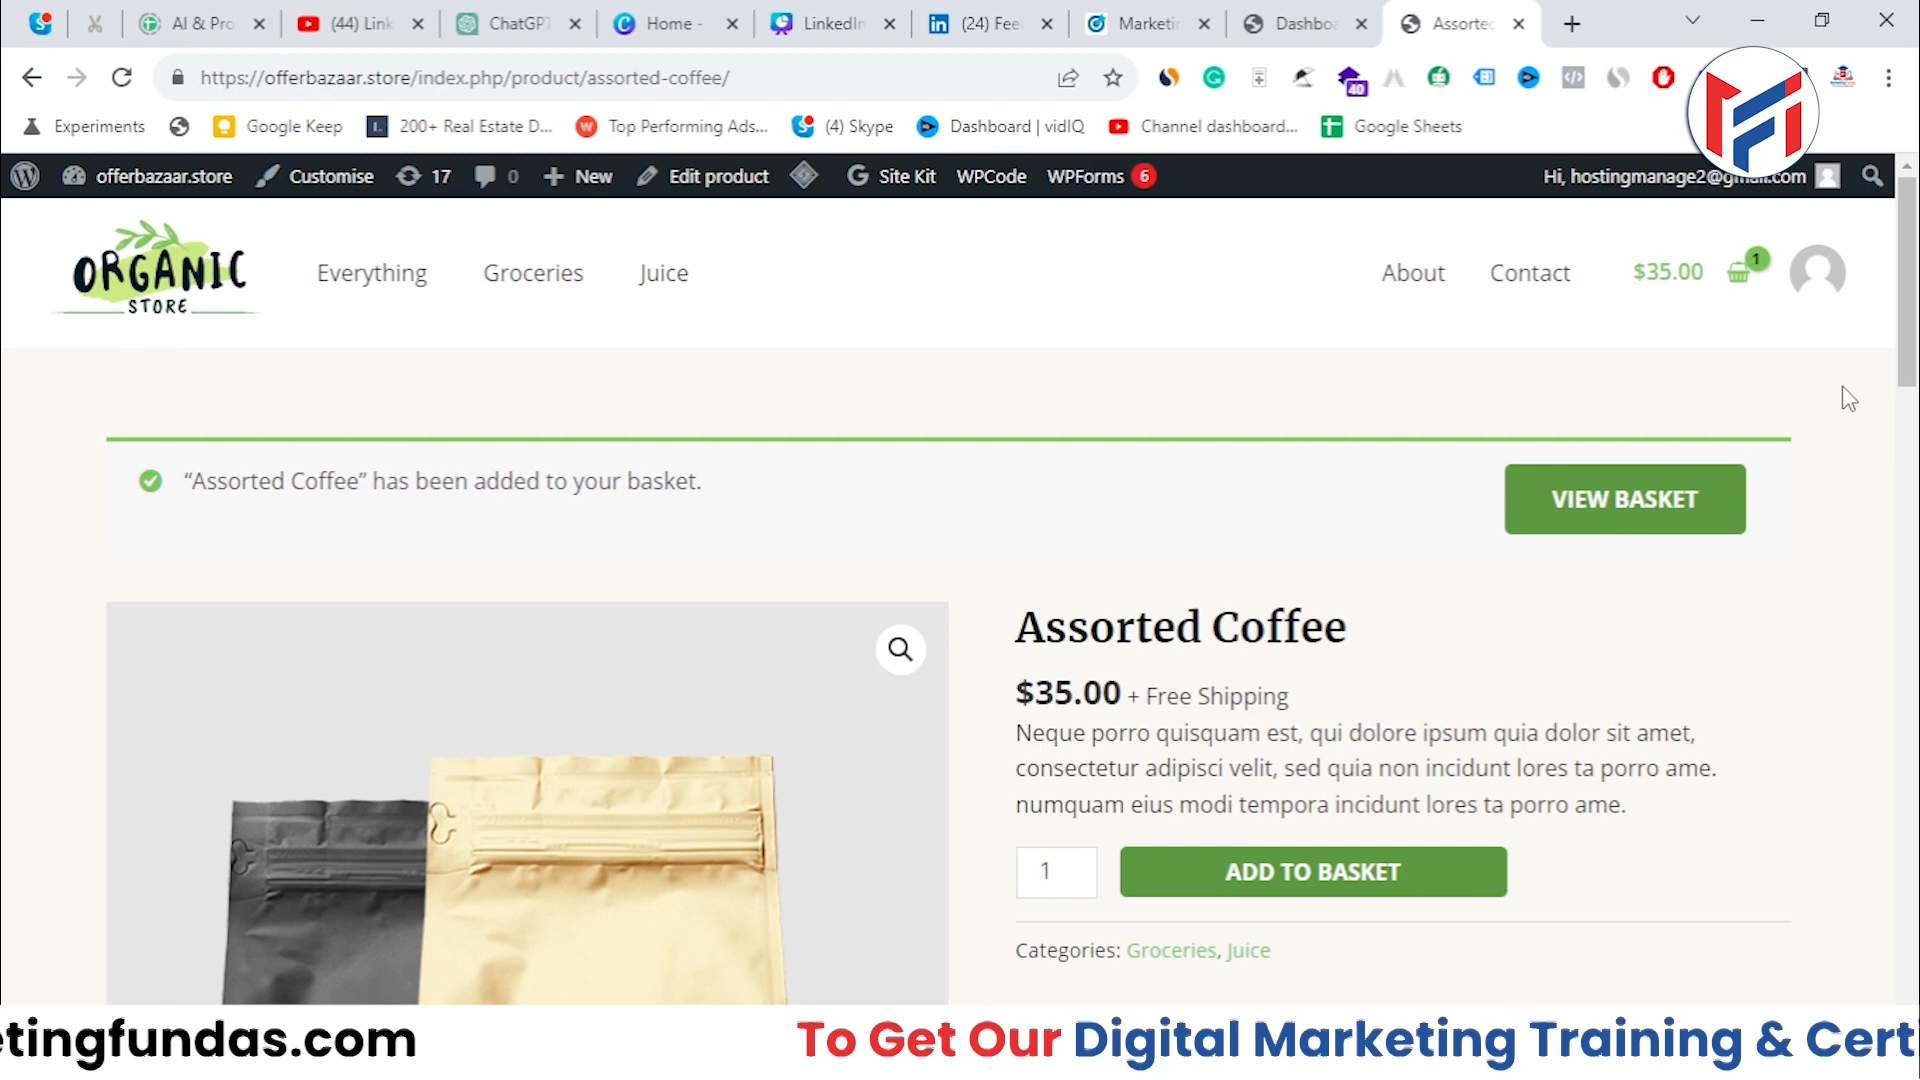 AI & Pro
(44) Link
ChatGPT
Home -
LinkedIn
(24) Fee
Marketin
Dashboa
Assorted
https://offerbazaar.store/index.php/product/assorted-coffee/
40
Experiments
Google Keep
200+ Real Estate D...
Top Performing Ads...
(4) Skype
Dashboard | vidIQ
Channel dashboard...
Google Sheets
offerbazaar.store
Customise
17
0
New
Edit product
Site Kit
WPCode
WPForms 6
Hi, hostingmanage2@gmail.com
ORGANIC
STORE
Everything
Groceries
Juice
About
Contact
$35.00
1
“Assorted Coffee” has been added to your basket.
VIEW BASKET
Assorted Coffee
$35.00 + Free Shipping
Neque porro quisquam est, qui dolore ipsum quia dolor sit amet,
consectetur adipisci velit, sed quia non incidunt lores ta porro ame.
numquam eius modi tempora incidunt lores ta porro ame.
1
ADD TO BASKET
Categories: Groceries, Juice
etingfundas.com
To Get Our Digital Marketing Training & Cert